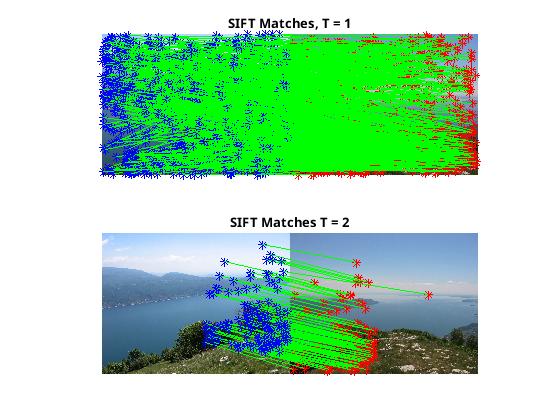 SIFT Matches, T = 1
SIFT Matches T = 2